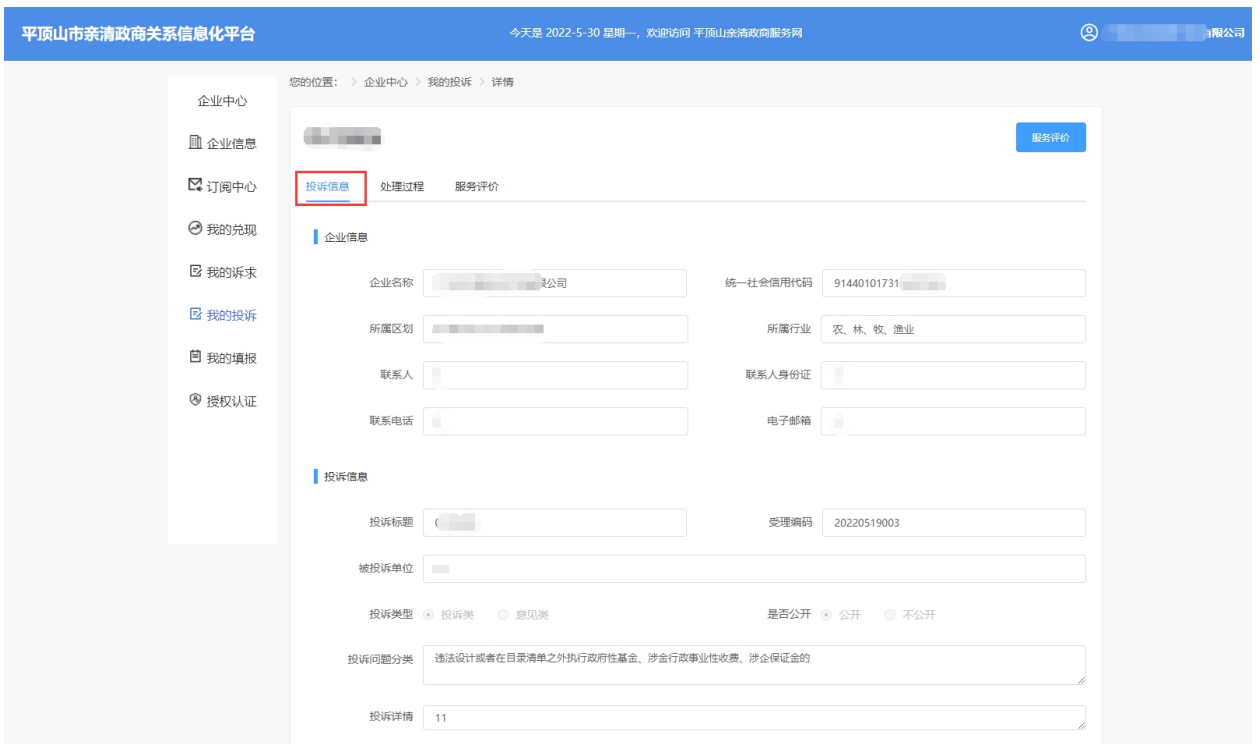 平顶山市亲清政商关系信息化平台
今天是 2022-5-30 星期一，欢迎访问 平顶山亲清政商服务网
有限公司
企业中心
企业信息
订阅中心
我的兑现
我的诉求
我的投诉
我的填报
授权认证
您的位置： > 企业中心 > 我的投诉 > 详情
服务评价
投诉信息 处理过程 服务评价
企业信息
企业名称 公司 统一社会信用代码 91440101731
所属区划 所属行业 农、林、牧、渔业
联系人 联系人身份证
联系电话 电子邮箱
投诉信息
投诉标题 受理编码 20220519003
被投诉单位
投诉类型 投诉类 意见类 是否公开 公开 不公开
投诉问题分类 违法设计或者在目录清单之外执行政府性基金、涉金行政事业性收费、涉企保证金的
投诉详情 11